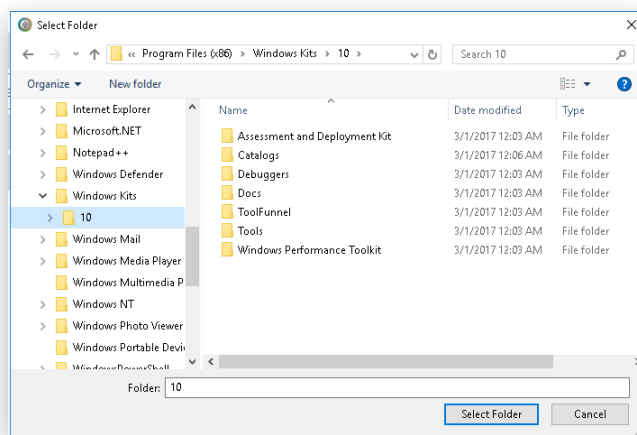 Select Folder
« Program Files (x86) > Windows Kits > 10 >
Search 10
Organize
New folder
?
Internet Explorer
Microsoft.NET
Notepad++
Windows Defender
Windows Kits
10
Windows Mail
Windows Media Player
Windows Multimedia P
Windows NT
Windows Photo Viewer
Windows Portable Devi
WindowsPowerShell
Name Date modified Type
Assessment and Deployment Kit 3/1/2017 12:03 AM File folder
Catalogs 3/1/2017 12:06 AM File folder
Debuggers 3/1/2017 12:03 AM File folder
Docs 3/1/2017 12:03 AM File folder
ToolFunnel 3/1/2017 12:03 AM File folder
Tools 3/1/2017 12:03 AM File folder
Windows Performance Toolkit 3/1/2017 12:03 AM File folder
Folder: 10
Select Folder
Cancel